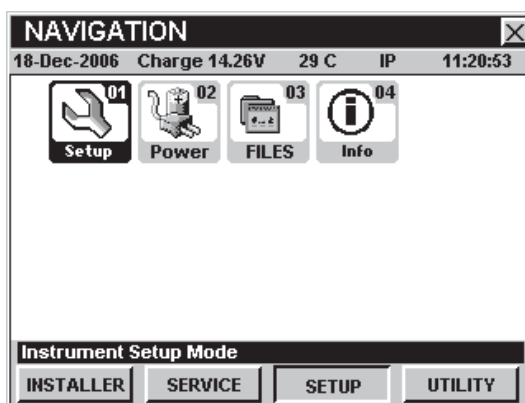 NAVIGATION
18-Dec-2006 Charge 14.26V 29 C IP 11:20:53
01 02 03 04
Setup Power FILES Info
Instrument Setup Mode
INSTALLER SERVICE SETUP UTILITY